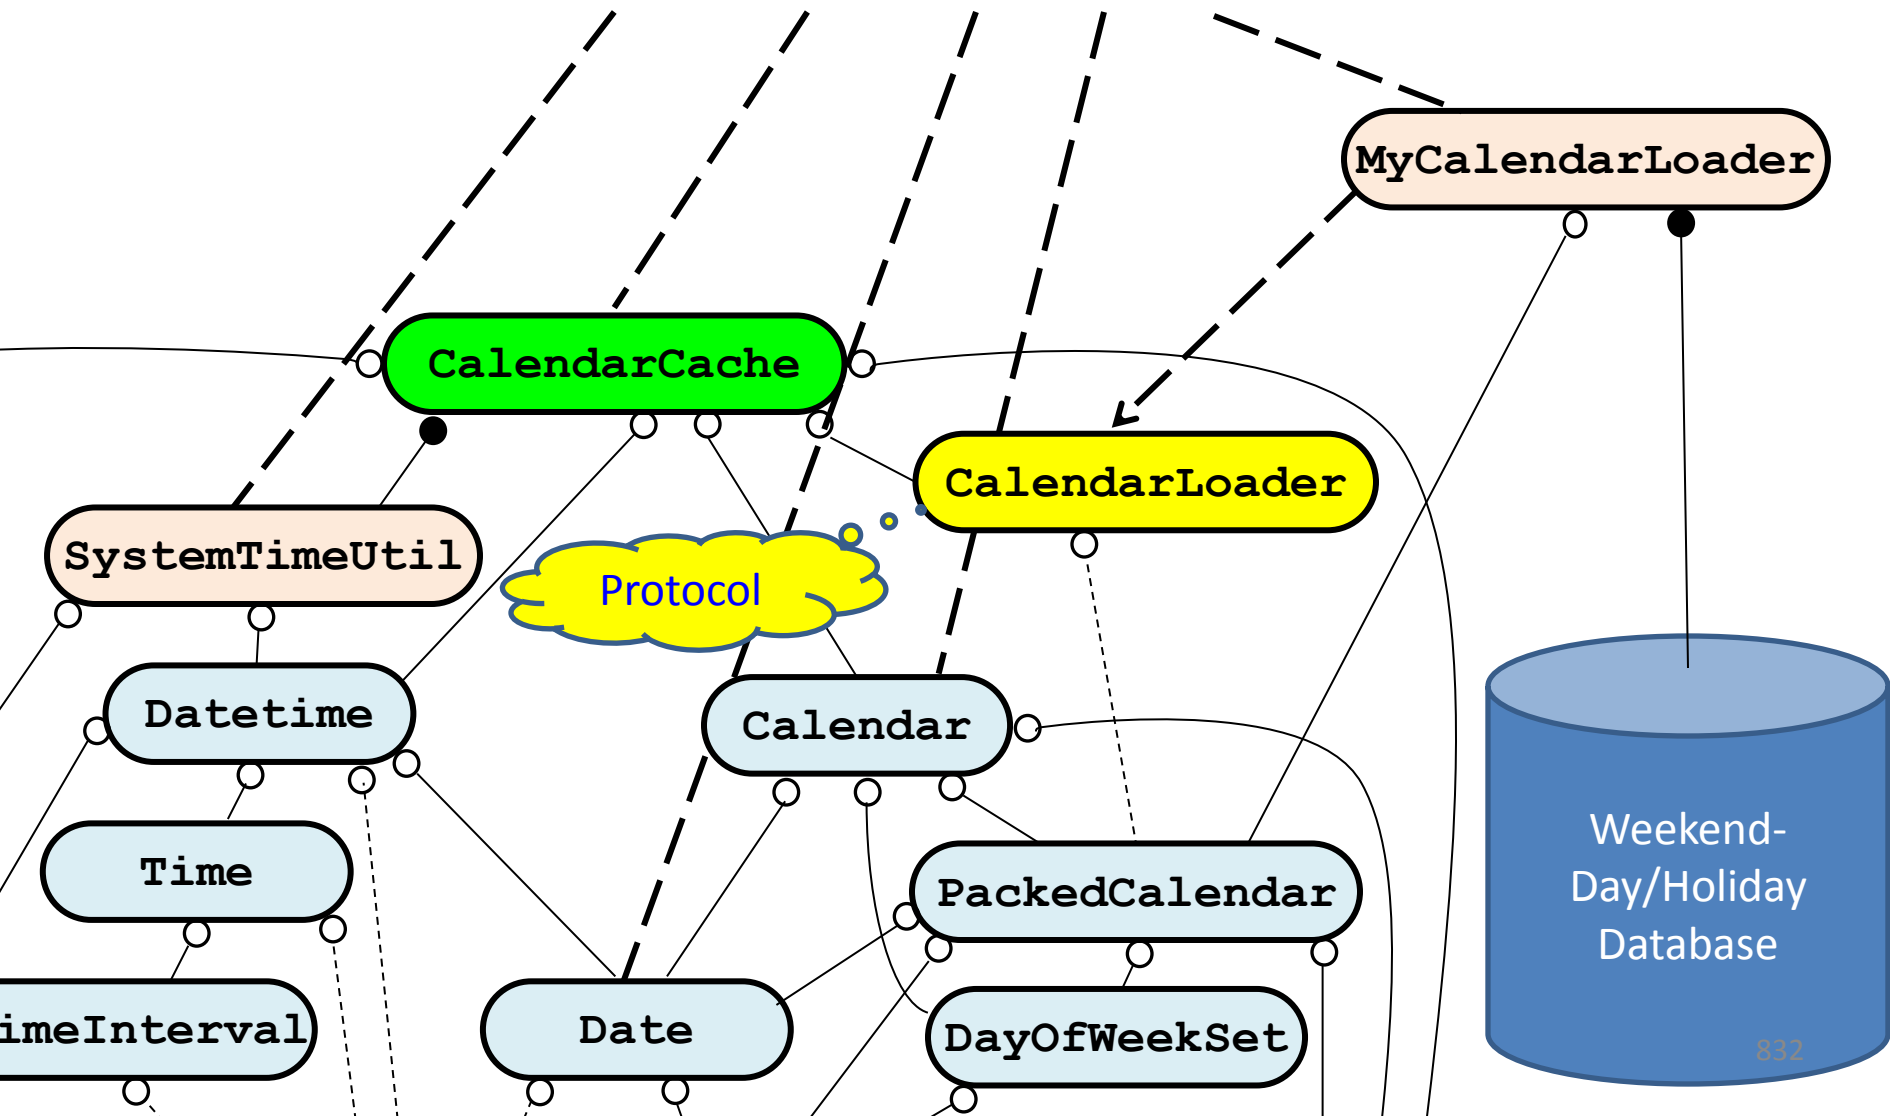 MyCalendarLoader
CalendarCache
CalendarLoader
SystemTimeUtil
Protocol
Datetime
Calendar
Time
PackedCalendar
Weekend-
Day/Holiday
Database
imeInterval
Date
DayOfWeekSet
832